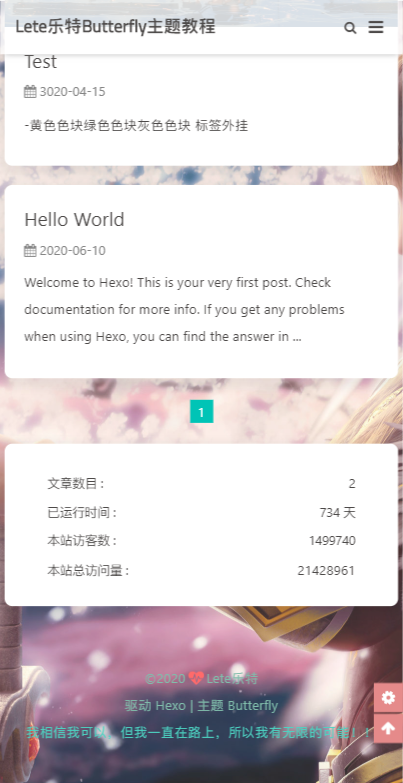 Lete乐特Butterfly主题教程
Test
3020-04-15
-黄色色块绿色色块灰色色块 标签外挂
Hello World
2020-06-10
Welcome to Hexo! This is your very first post. Check
documentation for more info. If you get any problems
when using Hexo, you can find the answer in ...
1
文章数目 : 2
已运行时间 : 734 天
本站访客数 : 1499740
本站总访问量 : 21428961
©2020 Lete乐特
驱动 Hexo | 主题 Butterfly
我相信我可以，但我一直在路上，所以我有无限的可能！！